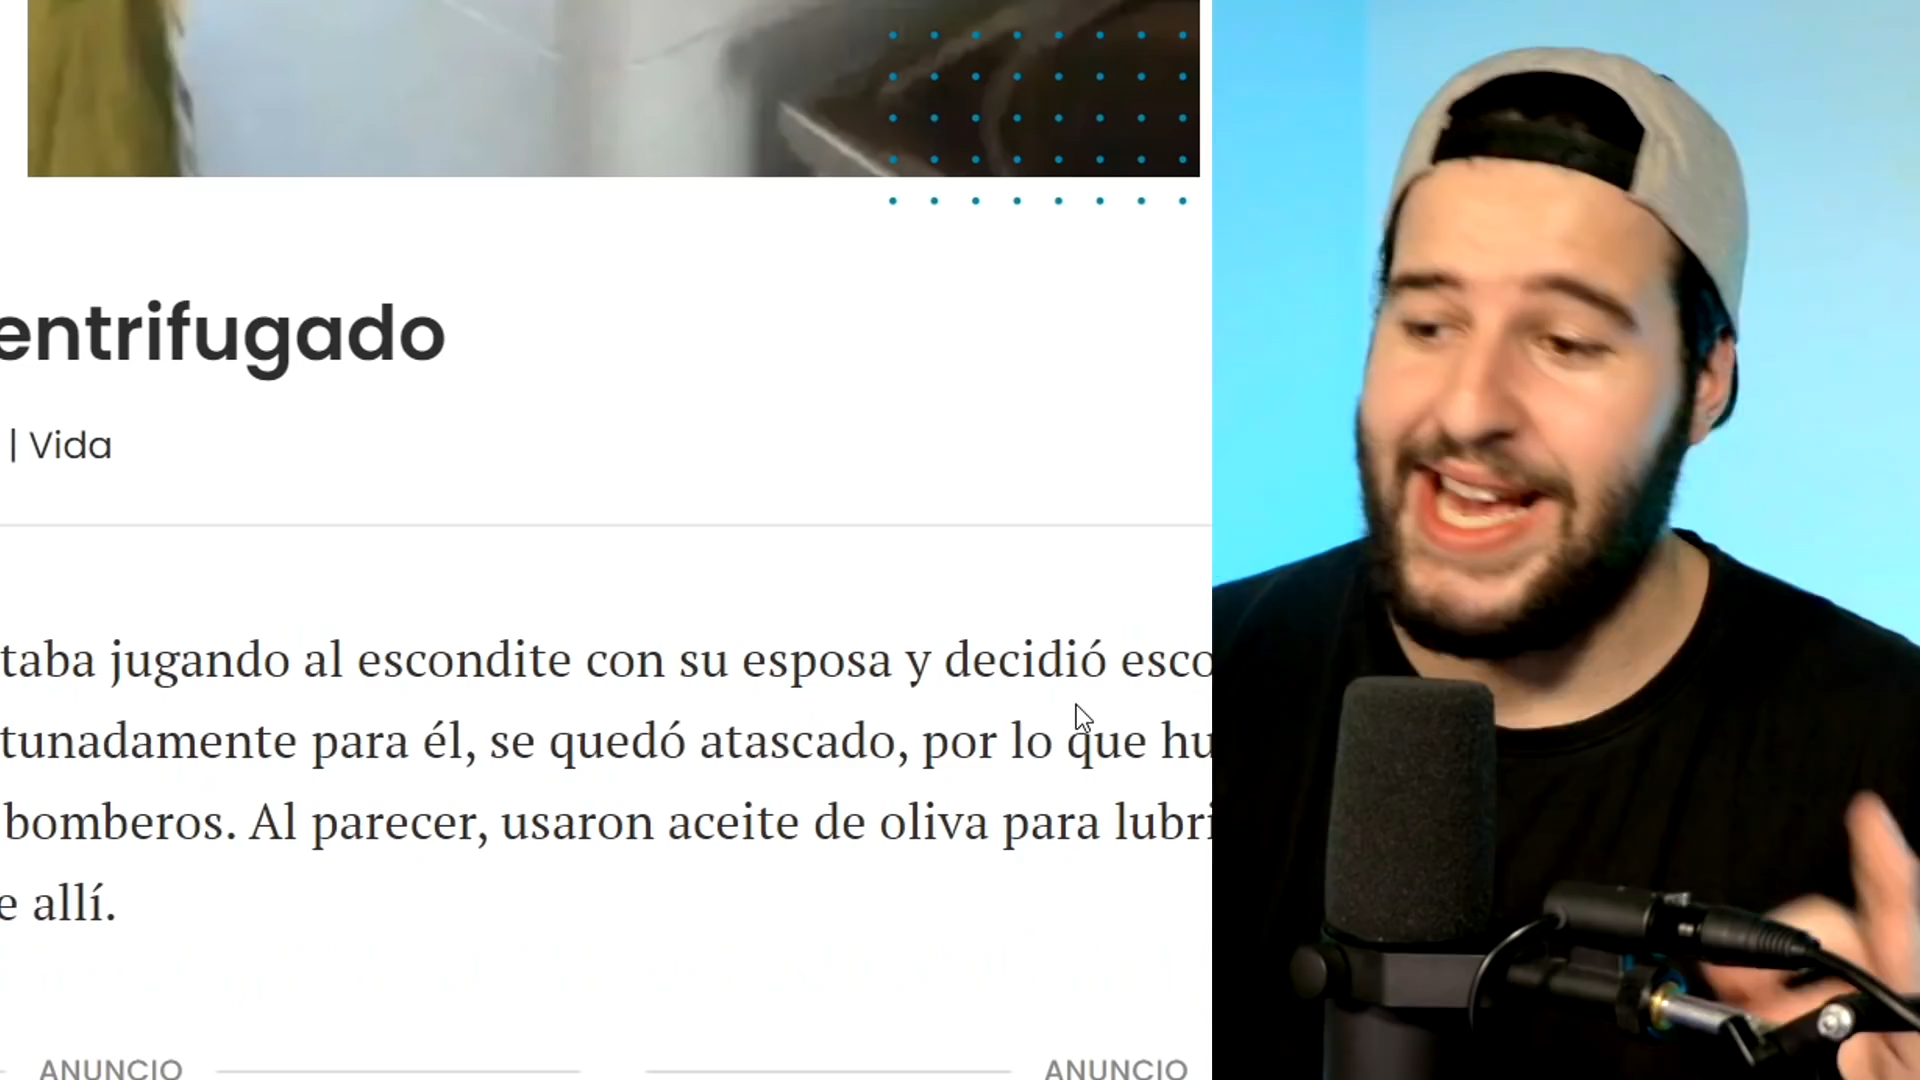 entrifugado
| Vida
taba jugando al escondite con su esposa y decidió esco
tunadamente para él, se quedó atascado, por lo que hu
bomberos. Al parecer, usaron aceite de oliva para lubri
e allí.
ANUNCIO ANUNCIO